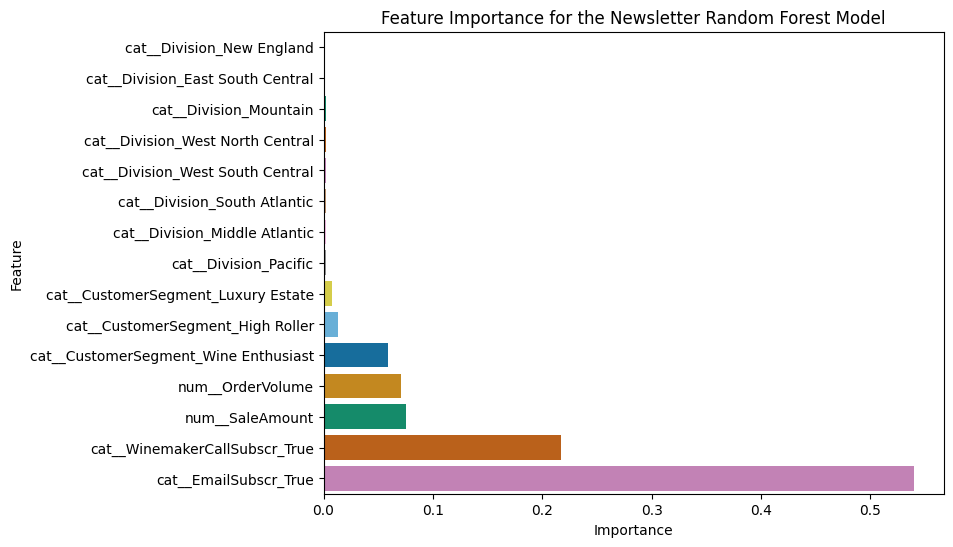 Feature Importance for the Newsletter Random Forest Model
Feature
cat__Division_New England
cat__Division_East South Central
cat__Division_Mountain
cat__Division_West North Central
cat__Division_West South Central
cat__Division_South Atlantic
cat__Division_Middle Atlantic
cat__Division_Pacific
cat__CustomerSegment_Luxury Estate
cat__CustomerSegment_High Roller
cat__CustomerSegment_Wine Enthusiast
num__OrderVolume
num__SaleAmount
cat__WinemakerCallSubscr_True
cat__EmailSubscr_True
0.0 0.1 0.2 0.3 0.4 0.5
Importance